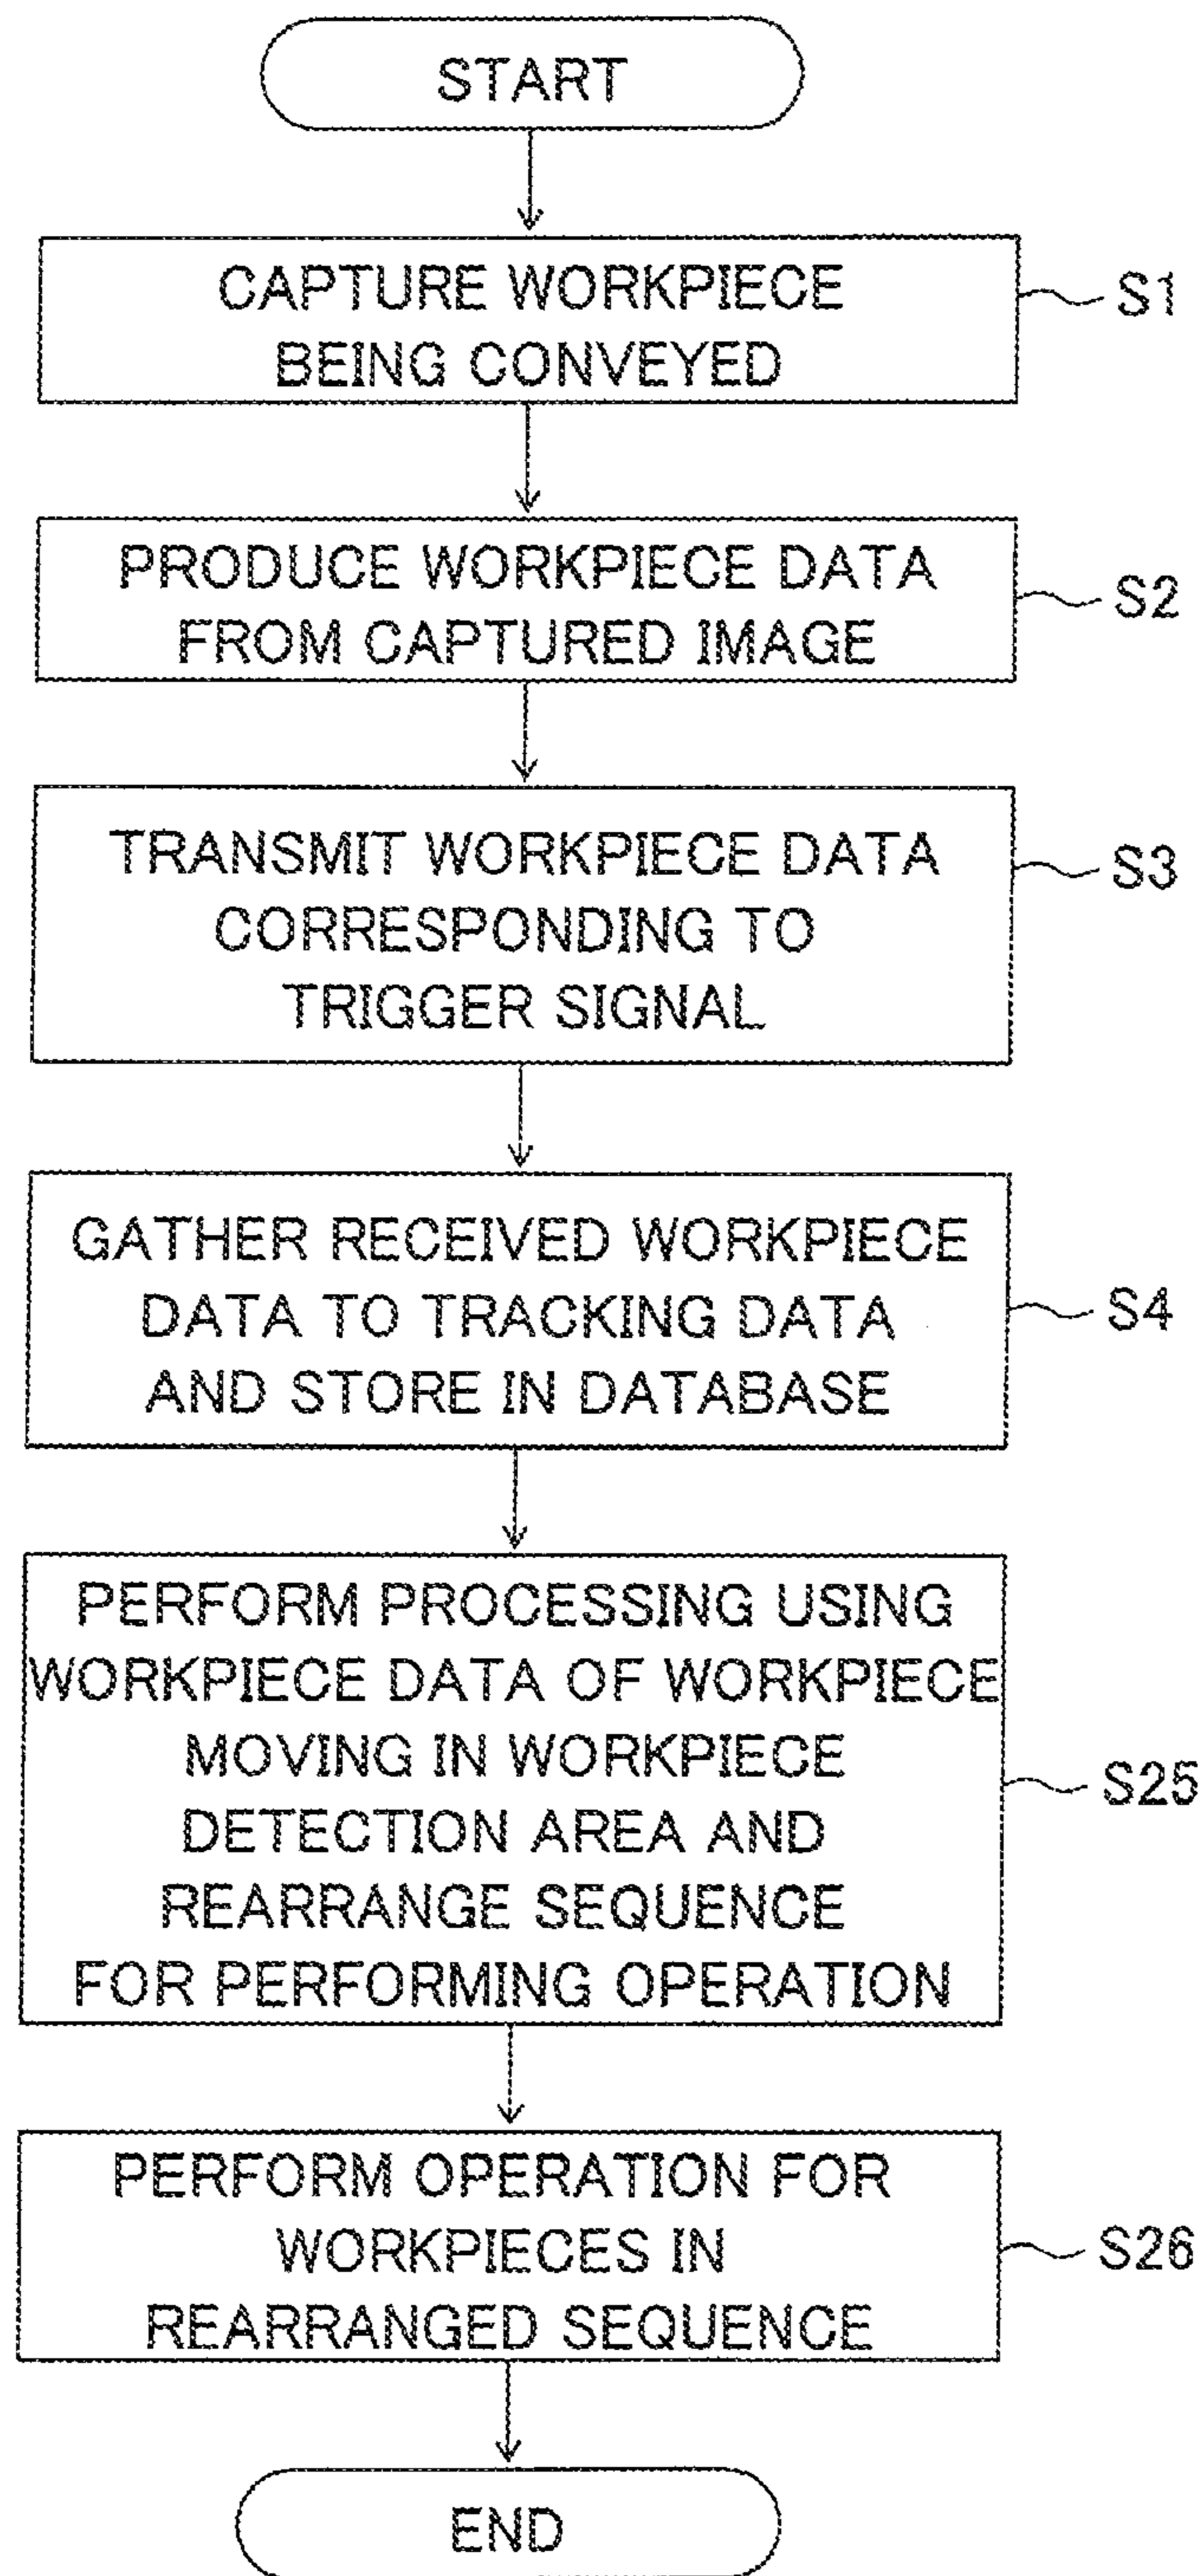 START
CAPTURE WORKPIECE
BEING CONVEYED
S1
PRODUCE WORKPIECE DATA
FROM CAPTURED IMAGE
S2
TRANSMIT WORKPIECE DATA
CORRESPONDING TO
TRIGGER SIGNAL
S3
GATHER RECEIVED WORKPIECE
DATA TO TRACKING DATA
AND STORE IN DATABASE
S4
PERFORM PROCESSING USING
WORKPIECE DATA OF WORKPIECE
MOVING IN WORKPIECE
DETECTION AREA AND
REARRANGE SEQUENCE
FOR PERFORMING OPERATION
S25
PERFORM OPERATION FOR
WORKPIECES IN
REARRANGED SEQUENCE
S26
END